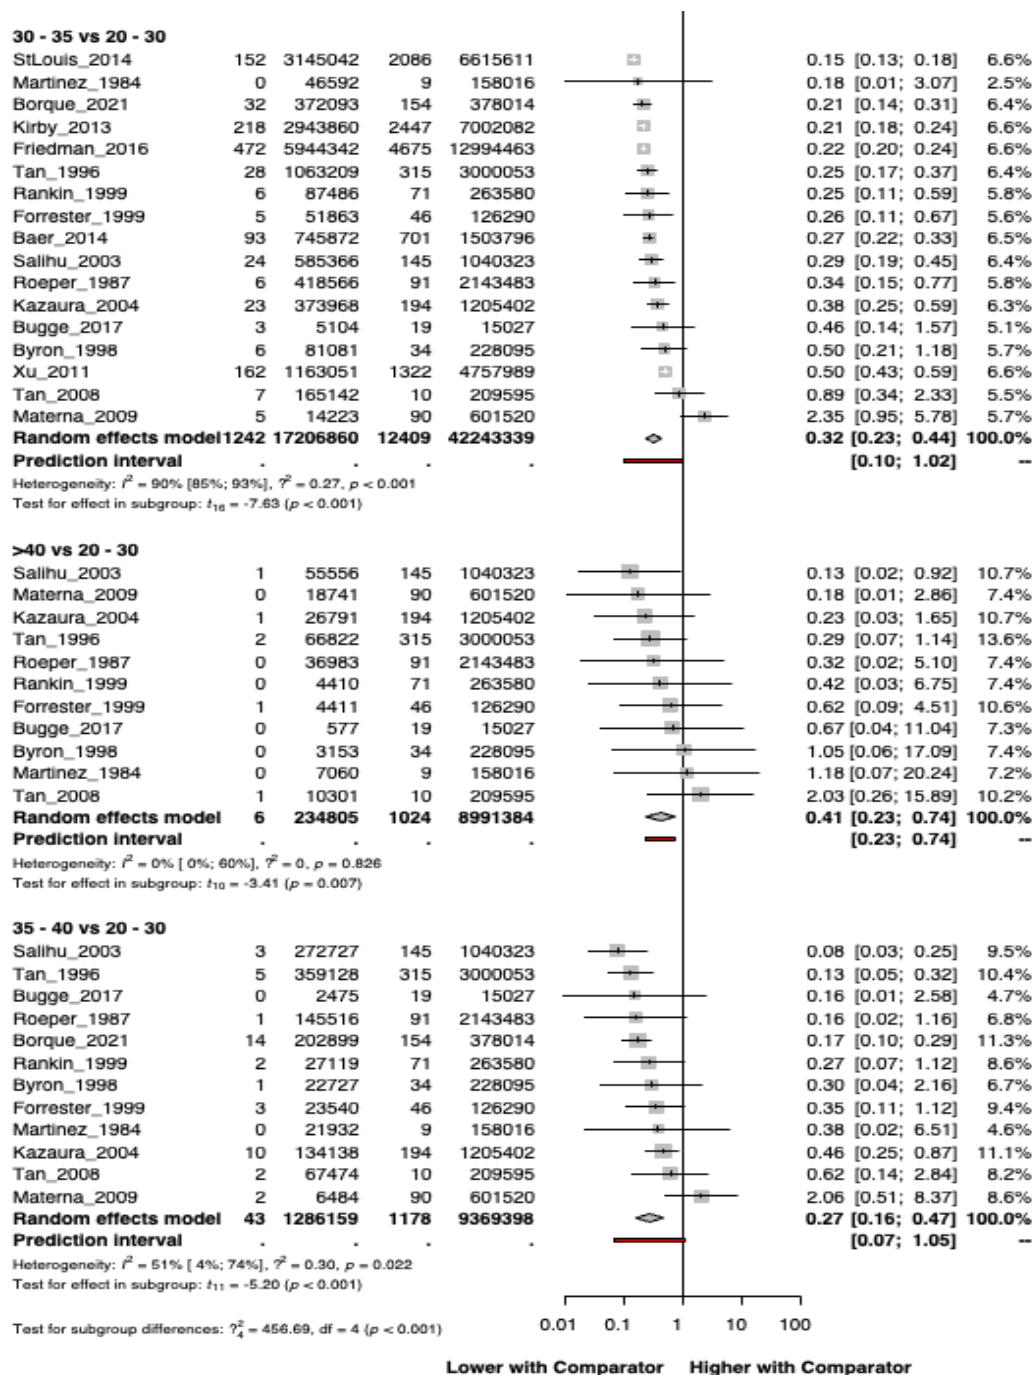 30 - 35 vs 20 - 30
StLouis_2014 152 3145042 2086 6615611 0.15 [0.13; 0.18] 6.6%
Martinez_1984 0 46592 9 158016 0.18 [0.01; 3.07] 2.5%
Borque_2021 32 372093 154 378014 0.21 [0.14; 0.31] 6.4%
Kirby_2013 218 2943860 2447 7002082 0.21 [0.18; 0.24] 6.6%
Friedman_2016 472 5944342 4675 12994463 0.22 [0.20; 0.24] 6.6%
Tan_1996 28 1063209 315 3000053 0.25 [0.17; 0.37] 6.4%
Rankin_1999 6 87486 71 263580 0.25 [0.11; 0.59] 5.8%
Forrester_1999 5 51863 46 126290 0.26 [0.11; 0.67] 5.6%
Baer_2014 93 745872 701 1503796 0.27 [0.22; 0.33] 6.5%
Salihu_2003 24 585366 145 1040323 0.29 [0.19; 0.45] 6.4%
Roeper_1987 6 418566 91 2143483 0.34 [0.15; 0.77] 5.8%
Kazaura_2004 23 373968 194 1205402 0.38 [0.25; 0.59] 6.3%
Bugge_2017 3 5104 19 15027 0.46 [0.14; 1.57] 5.1%
Byron_1998 6 81081 34 228095 0.50 [0.21; 1.18] 5.7%
Xu_2011 162 1163051 1322 4757989 0.50 [0.43; 0.59] 6.6%
Tan_2008 7 165142 10 209595 0.89 [0.34; 2.33] 5.5%
Materna_2009 5 14223 90 601520 2.35 [0.95; 5.78] 5.7%
Random effects model 1242 17206860 12409 42243339 0.32 [0.23; 0.44] 100.0%
Prediction interval . . . . [0.10; 1.02] --
Heterogeneity: I² = 90% [85%; 93%], ?² = 0.27, p < 0.001
Test for effect in subgroup: t₁₆ = -7.63 (p < 0.001)
>40 vs 20 - 30
Salihu_2003 1 55556 145 1040323 0.13 [0.02; 0.92] 10.7%
Materna_2009 0 18741 90 601520 0.18 [0.01; 2.86] 7.4%
Kazaura_2004 1 26791 194 1205402 0.23 [0.03; 1.65] 10.7%
Tan_1996 2 66822 315 3000053 0.29 [0.07; 1.14] 13.6%
Roeper_1987 0 36983 91 2143483 0.32 [0.02; 5.10] 7.4%
Rankin_1999 0 4410 71 263580 0.42 [0.03; 6.75] 7.4%
Forrester_1999 1 4411 46 126290 0.62 [0.09; 4.51] 10.6%
Bugge_2017 0 577 19 15027 0.67 [0.04; 11.04] 7.3%
Byron_1998 0 3153 34 228095 1.05 [0.06; 17.09] 7.4%
Martinez_1984 0 7060 9 158016 1.18 [0.07; 20.24] 7.2%
Tan_2008 1 10301 10 209595 2.03 [0.26; 15.89] 10.2%
Random effects model 6 234805 1024 8991384 0.41 [0.23; 0.74] 100.0%
Prediction interval . . . . [0.23; 0.74] --
Heterogeneity: I² = 0% [ 0%; 60%], ?² = 0, p = 0.826
Test for effect in subgroup: t₁₀ = -3.41 (p = 0.007)
35 - 40 vs 20 - 30
Salihu_2003 3 272727 145 1040323 0.08 [0.03; 0.25] 9.5%
Tan_1996 5 359128 315 3000053 0.13 [0.05; 0.32] 10.4%
Bugge_2017 0 2475 19 15027 0.16 [0.01; 2.58] 4.7%
Roeper_1987 1 145516 91 2143483 0.16 [0.02; 1.16] 6.8%
Borque_2021 14 202899 154 378014 0.17 [0.10; 0.29] 11.3%
Rankin_1999 2 27119 71 263580 0.27 [0.07; 1.12] 8.6%
Byron_1998 1 22727 34 228095 0.30 [0.04; 2.16] 6.7%
Forrester_1999 3 23540 46 126290 0.35 [0.11; 1.12] 9.4%
Martinez_1984 0 21932 9 158016 0.38 [0.02; 6.51] 4.6%
Kazaura_2004 10 134138 194 1205402 0.46 [0.25; 0.87] 11.1%
Tan_2008 2 67474 10 209595 0.62 [0.14; 2.84] 8.2%
Materna_2009 2 6484 90 601520 2.06 [0.51; 8.37] 8.6%
Random effects model 43 1286159 1178 9369398 0.27 [0.16; 0.47] 100.0%
Prediction interval . . . . [0.07; 1.05] --
Heterogeneity: I² = 51% [ 4%; 74%], ?² = 0.30, p = 0.022
Test for effect in subgroup: t₁₁ = -5.20 (p < 0.001)
0.01 0.1 1 10 100
Test for subgroup differences: ?²₄ = 456.69, df = 4 (p < 0.001)
Lower with Comparator Higher with Comparator